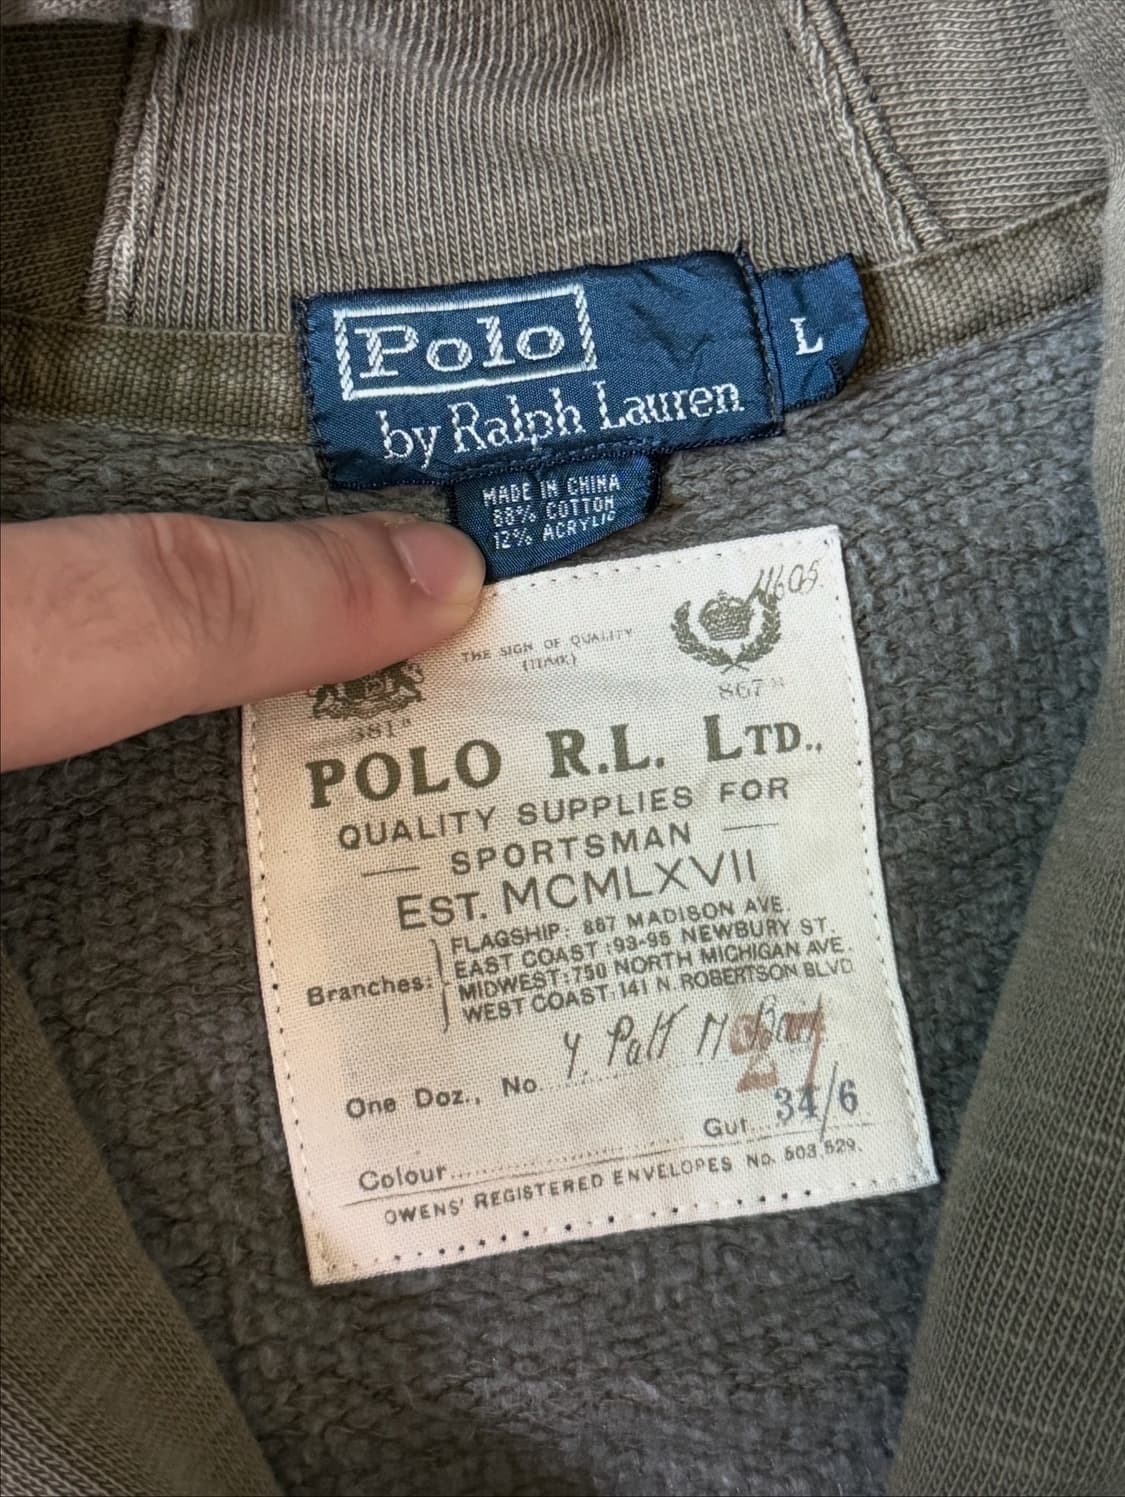 Polo
by Ralph Lauren
L
MADE IN CHINA
88% COTTON
12% ACRYLIC
11605
THE SIGN OF QUALITY
381
867
POLO R.L. LTD.,
QUALITY SUPPLIES FOR
SPORTSMAN
EST. MCMLXVII
Branches:
FLAGSHIP: 867 MADISON AVE.
EAST COAST: 93-95 NEWBURY ST.
MIDWEST: 750 NORTH MICHIGAN AVE.
WEST COAST: 141 N. ROBERTSON BLVD
27
One Doz., No
34/6
Colour
OWENS' REGISTERED ENVELOPES No. 503,529.